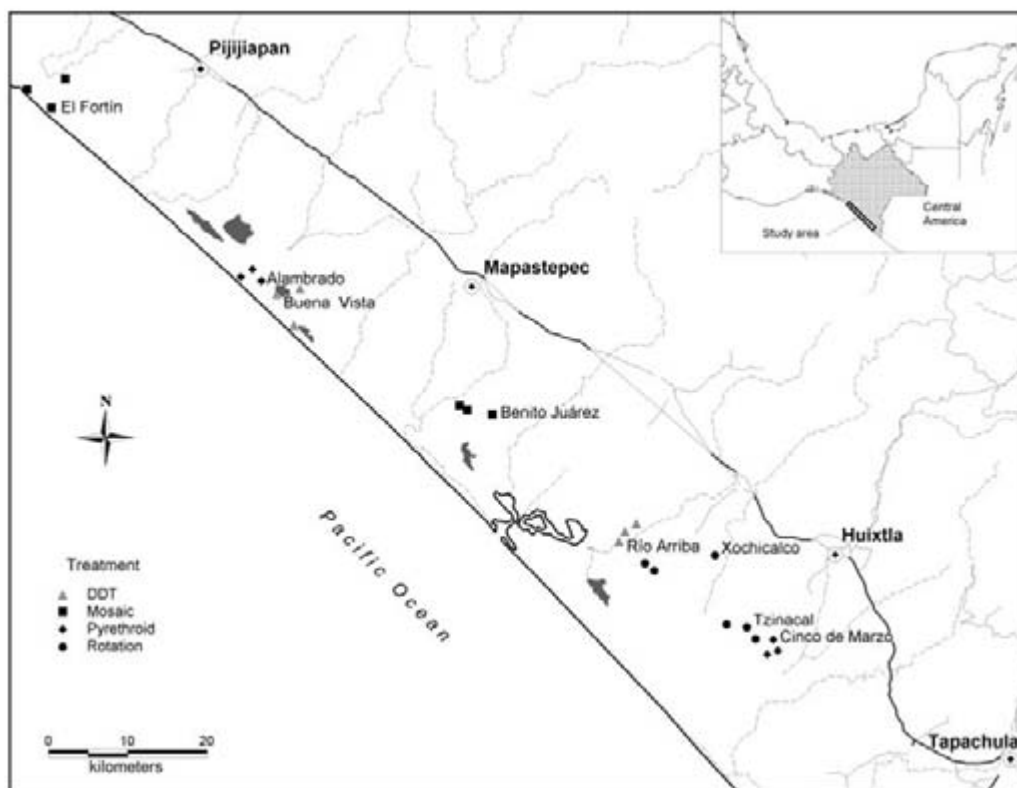 Pijijiapan
El Fortín
Central
America
Study area
Alambrado
Buena Vista
Mapastepec
Benito Juárez
N
Pacific Ocean
Río Arriba
Xochicalco
Huixtla
Tzinacal
Cinco de Marzo
Treatment
DDT
Mosaic
Pyrethroid
Rotation
Tapachula
0 10 20
kilometers